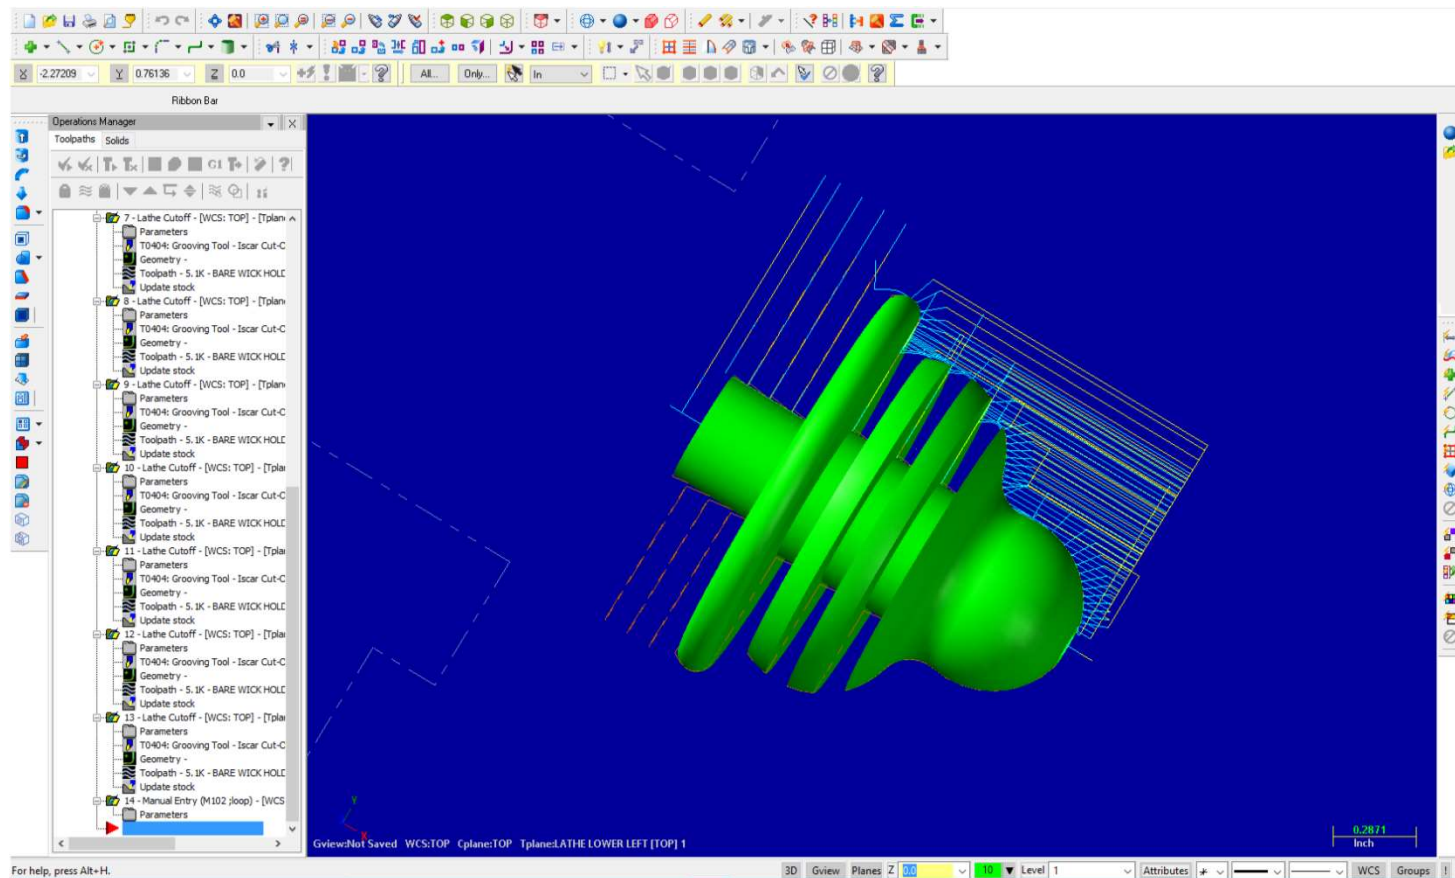 X -2.27209 Y 0.76136 Z 0.0 All... Only... In
Ribbon Bar
Operations Manager
Toolpaths Solids
G1
7 - Lathe Cutoff - [WCS: TOP] - [Tplan
Parameters
T0404: Grooving Tool - Iscar Cut-O
Geometry -
Toolpath - 5.1K - BARE WICK HOLD
Update stock
8 - Lathe Cutoff - [WCS: TOP] - [Tplan
Parameters
T0404: Grooving Tool - Iscar Cut-O
Geometry -
Toolpath - 5.1K - BARE WICK HOLD
Update stock
9 - Lathe Cutoff - [WCS: TOP] - [Tplan
Parameters
T0404: Grooving Tool - Iscar Cut-O
Geometry -
Toolpath - 5.1K - BARE WICK HOLD
Update stock
10 - Lathe Cutoff - [WCS: TOP] - [Tpla
Parameters
T0404: Grooving Tool - Iscar Cut-O
Geometry -
Toolpath - 5.1K - BARE WICK HOLD
Update stock
11 - Lathe Cutoff - [WCS: TOP] - [Tpla
Parameters
T0404: Grooving Tool - Iscar Cut-O
Geometry -
Toolpath - 5.1K - BARE WICK HOLD
Update stock
12 - Lathe Cutoff - [WCS: TOP] - [Tpla
Parameters
T0404: Grooving Tool - Iscar Cut-O
Geometry -
Toolpath - 5.1K - BARE WICK HOLD
Update stock
13 - Lathe Cutoff - [WCS: TOP] - [Tpla
Parameters
T0404: Grooving Tool - Iscar Cut-O
Geometry -
Toolpath - 5.1K - BARE WICK HOLD
Update stock
14 - Manual Entry (M102 ;loop) - [WCS
Parameters
Y
X
0.2871
Inch
Gview:Not Saved WCS:TOP Cplane:TOP Tplane:LATHE LOWER LEFT [TOP] 1
For help, press Alt+H.
3D Gview Planes Z 0.0 10 Level 1 Attributes WCS Groups